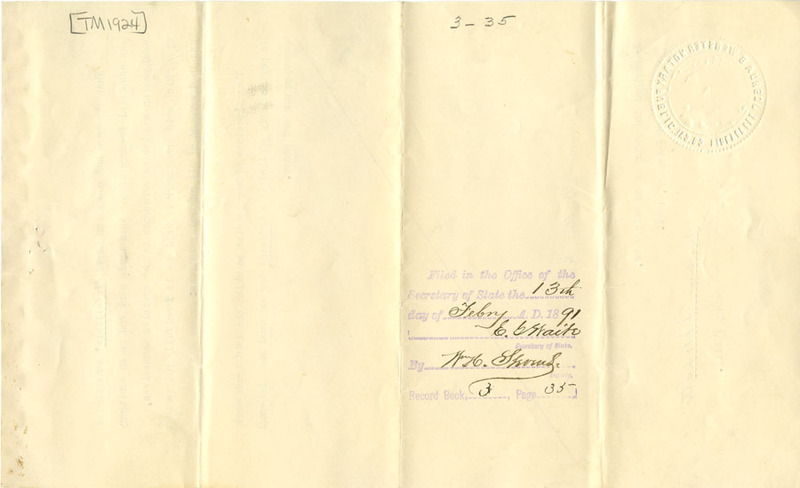 [TM1924]
3-35
Filed in the Office of the
Secretary of State the 13th
day of Febry A. D. 1891
E. G. Waite
Secretary of State.
By W. H.
Record Book, 3, Page 35